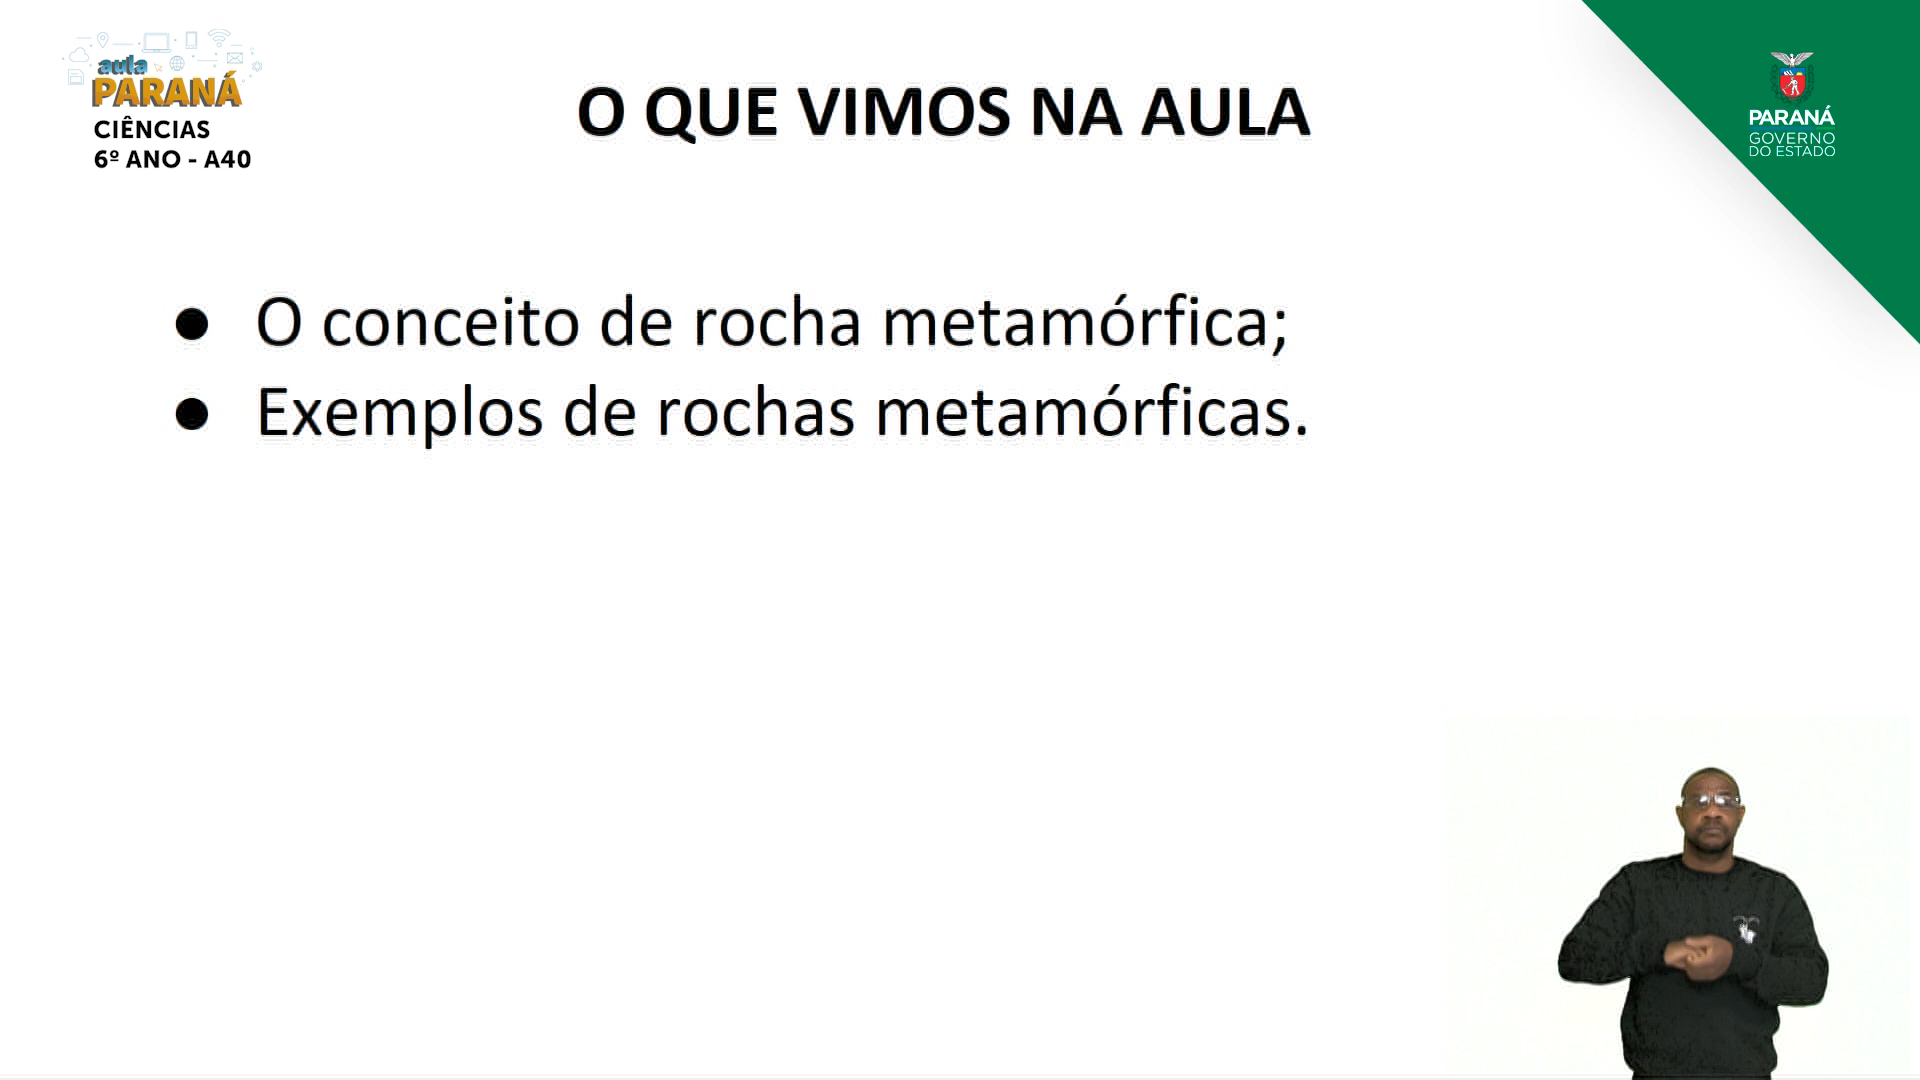 aula
PARANÁ
CIÊNCIAS
6º ANO - A40
O QUE VIMOS NA AULA
PARANÁ
GOVERNO
DO ESTADO
● O conceito de rocha metamórfica;
● Exemplos de rochas metamórficas.